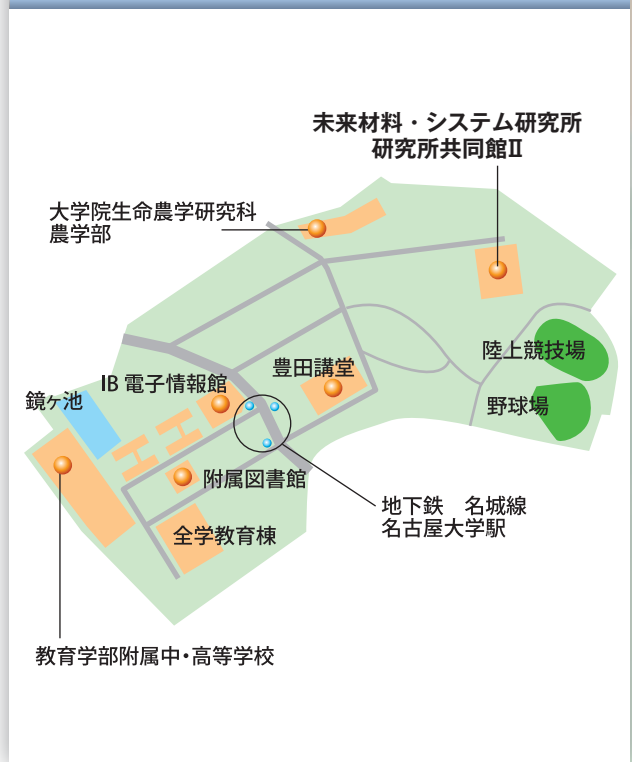 未来材料・システム研究所
研究所共同館Ⅱ
大学院生命農学研究科
農学部
豊田講堂
陸上競技場
IB 電子情報館
鏡ヶ池
野球場
附属図書館
地下鉄　名城線
名古屋大学駅
全学教育棟
教育学部附属中・高等学校